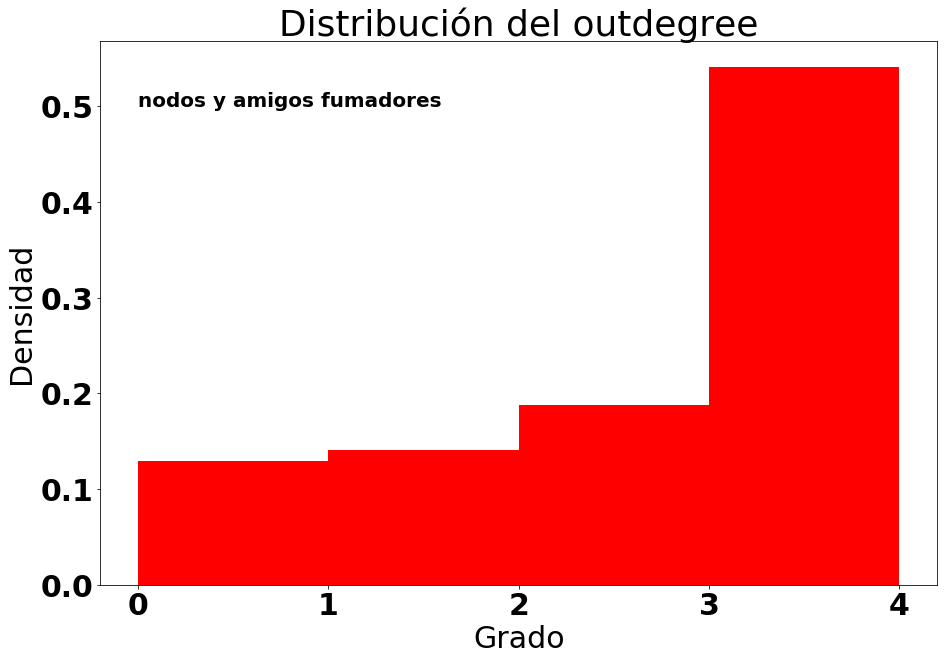 Distribución del outdegree
nodos y amigos fumadores
Densidad
0.5
0.4
0.3
0.2
0.1
0.0
0 1 2 3 4
Grado